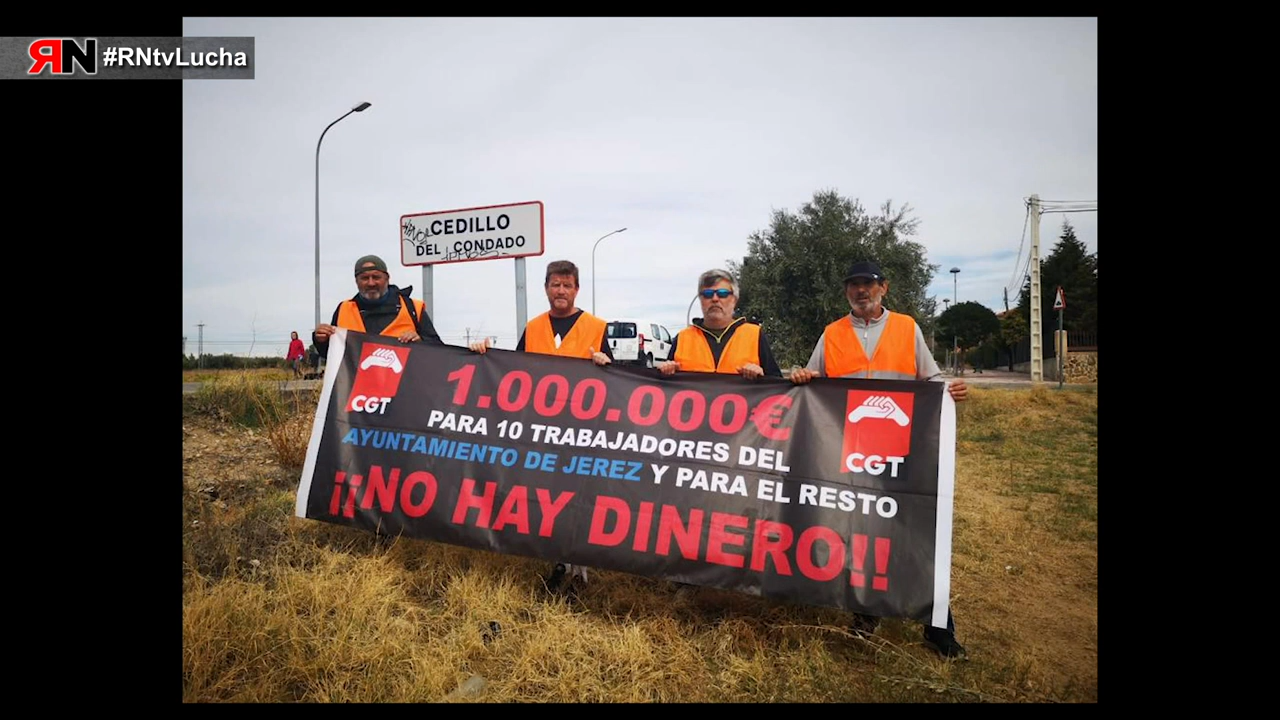 RN #RNtvLucha
CEDILLO
DEL CONDADO
CGT
1.000.000€
PARA 10 TRABAJADORES DEL
AYUNTAMIENTO DE JEREZ Y PARA EL RESTO
¡¡NO HAY DINERO!!
CGT